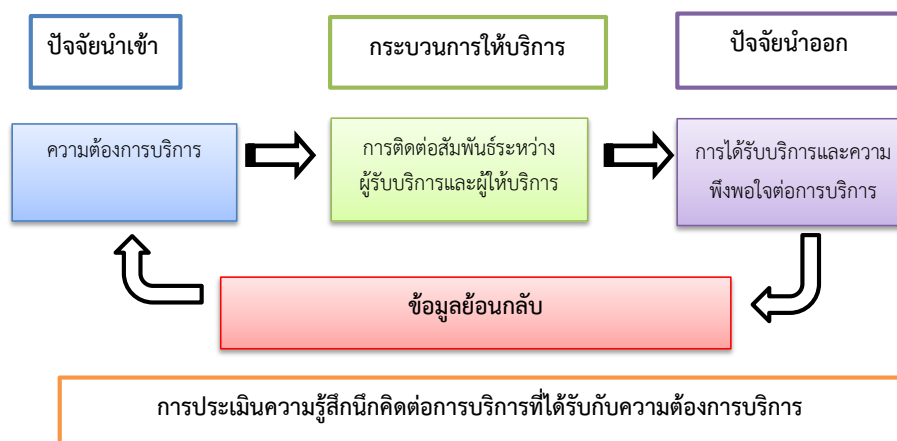 ปัจจัยนำเข้า
กระบวนการให้บริการ
ปัจจัยนำออก
ความต้องการบริการ
การติดต่อสัมพันธ์ระหว่าง
ผู้รับบริการและผู้ให้บริการ
การได้รับบริการและความ
พึงพอใจต่อการบริการ
ข้อมูลย้อนกลับ
การประเมินความรู้สึกนึกคิดต่อการบริการที่ได้รับกับความต้องการบริการ